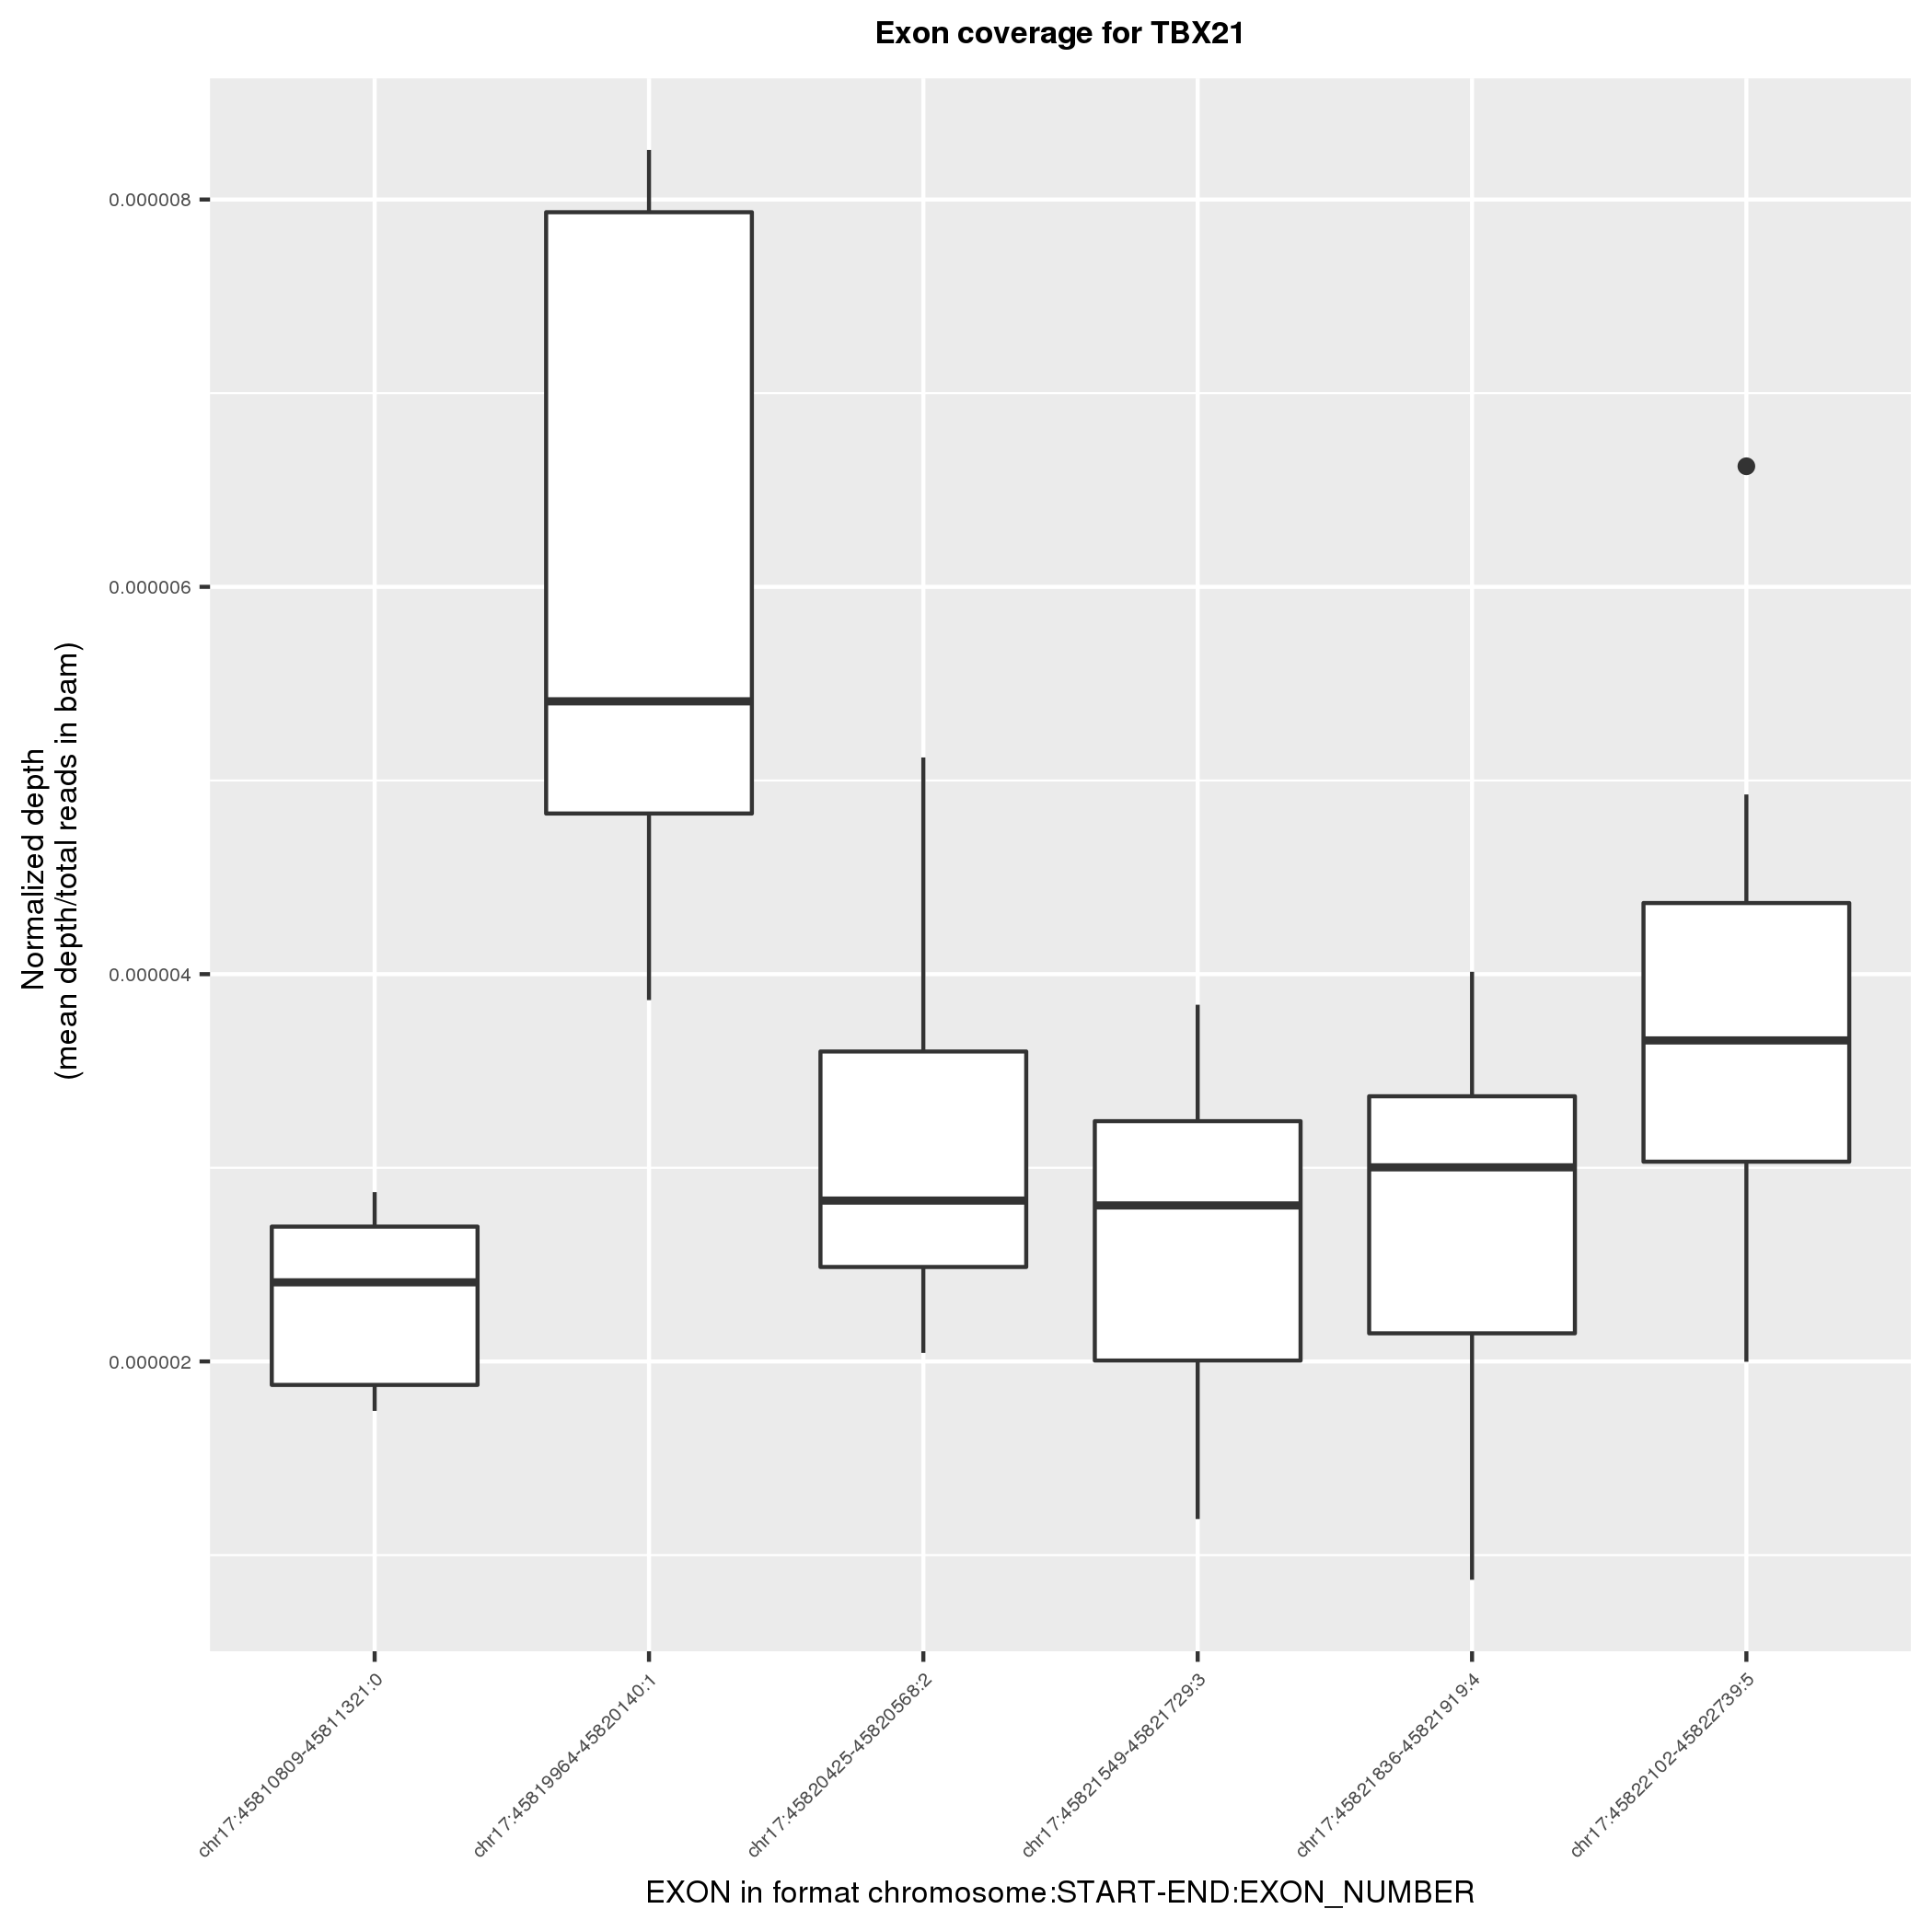 Exon coverage for TBX21
Normalized depth
(mean depth/total reads in bam)
0.000008
0.000006
0.000004
0.000002
chr17:45810809-45811321:0
chr17:45819964-45820140:1
chr17:45820425-45820568:2
chr17:45821549-45821729:3
chr17:45821836-45821919:4
chr17:45822102-45822739:5
EXON in format chromosome:START-END:EXON_NUMBER